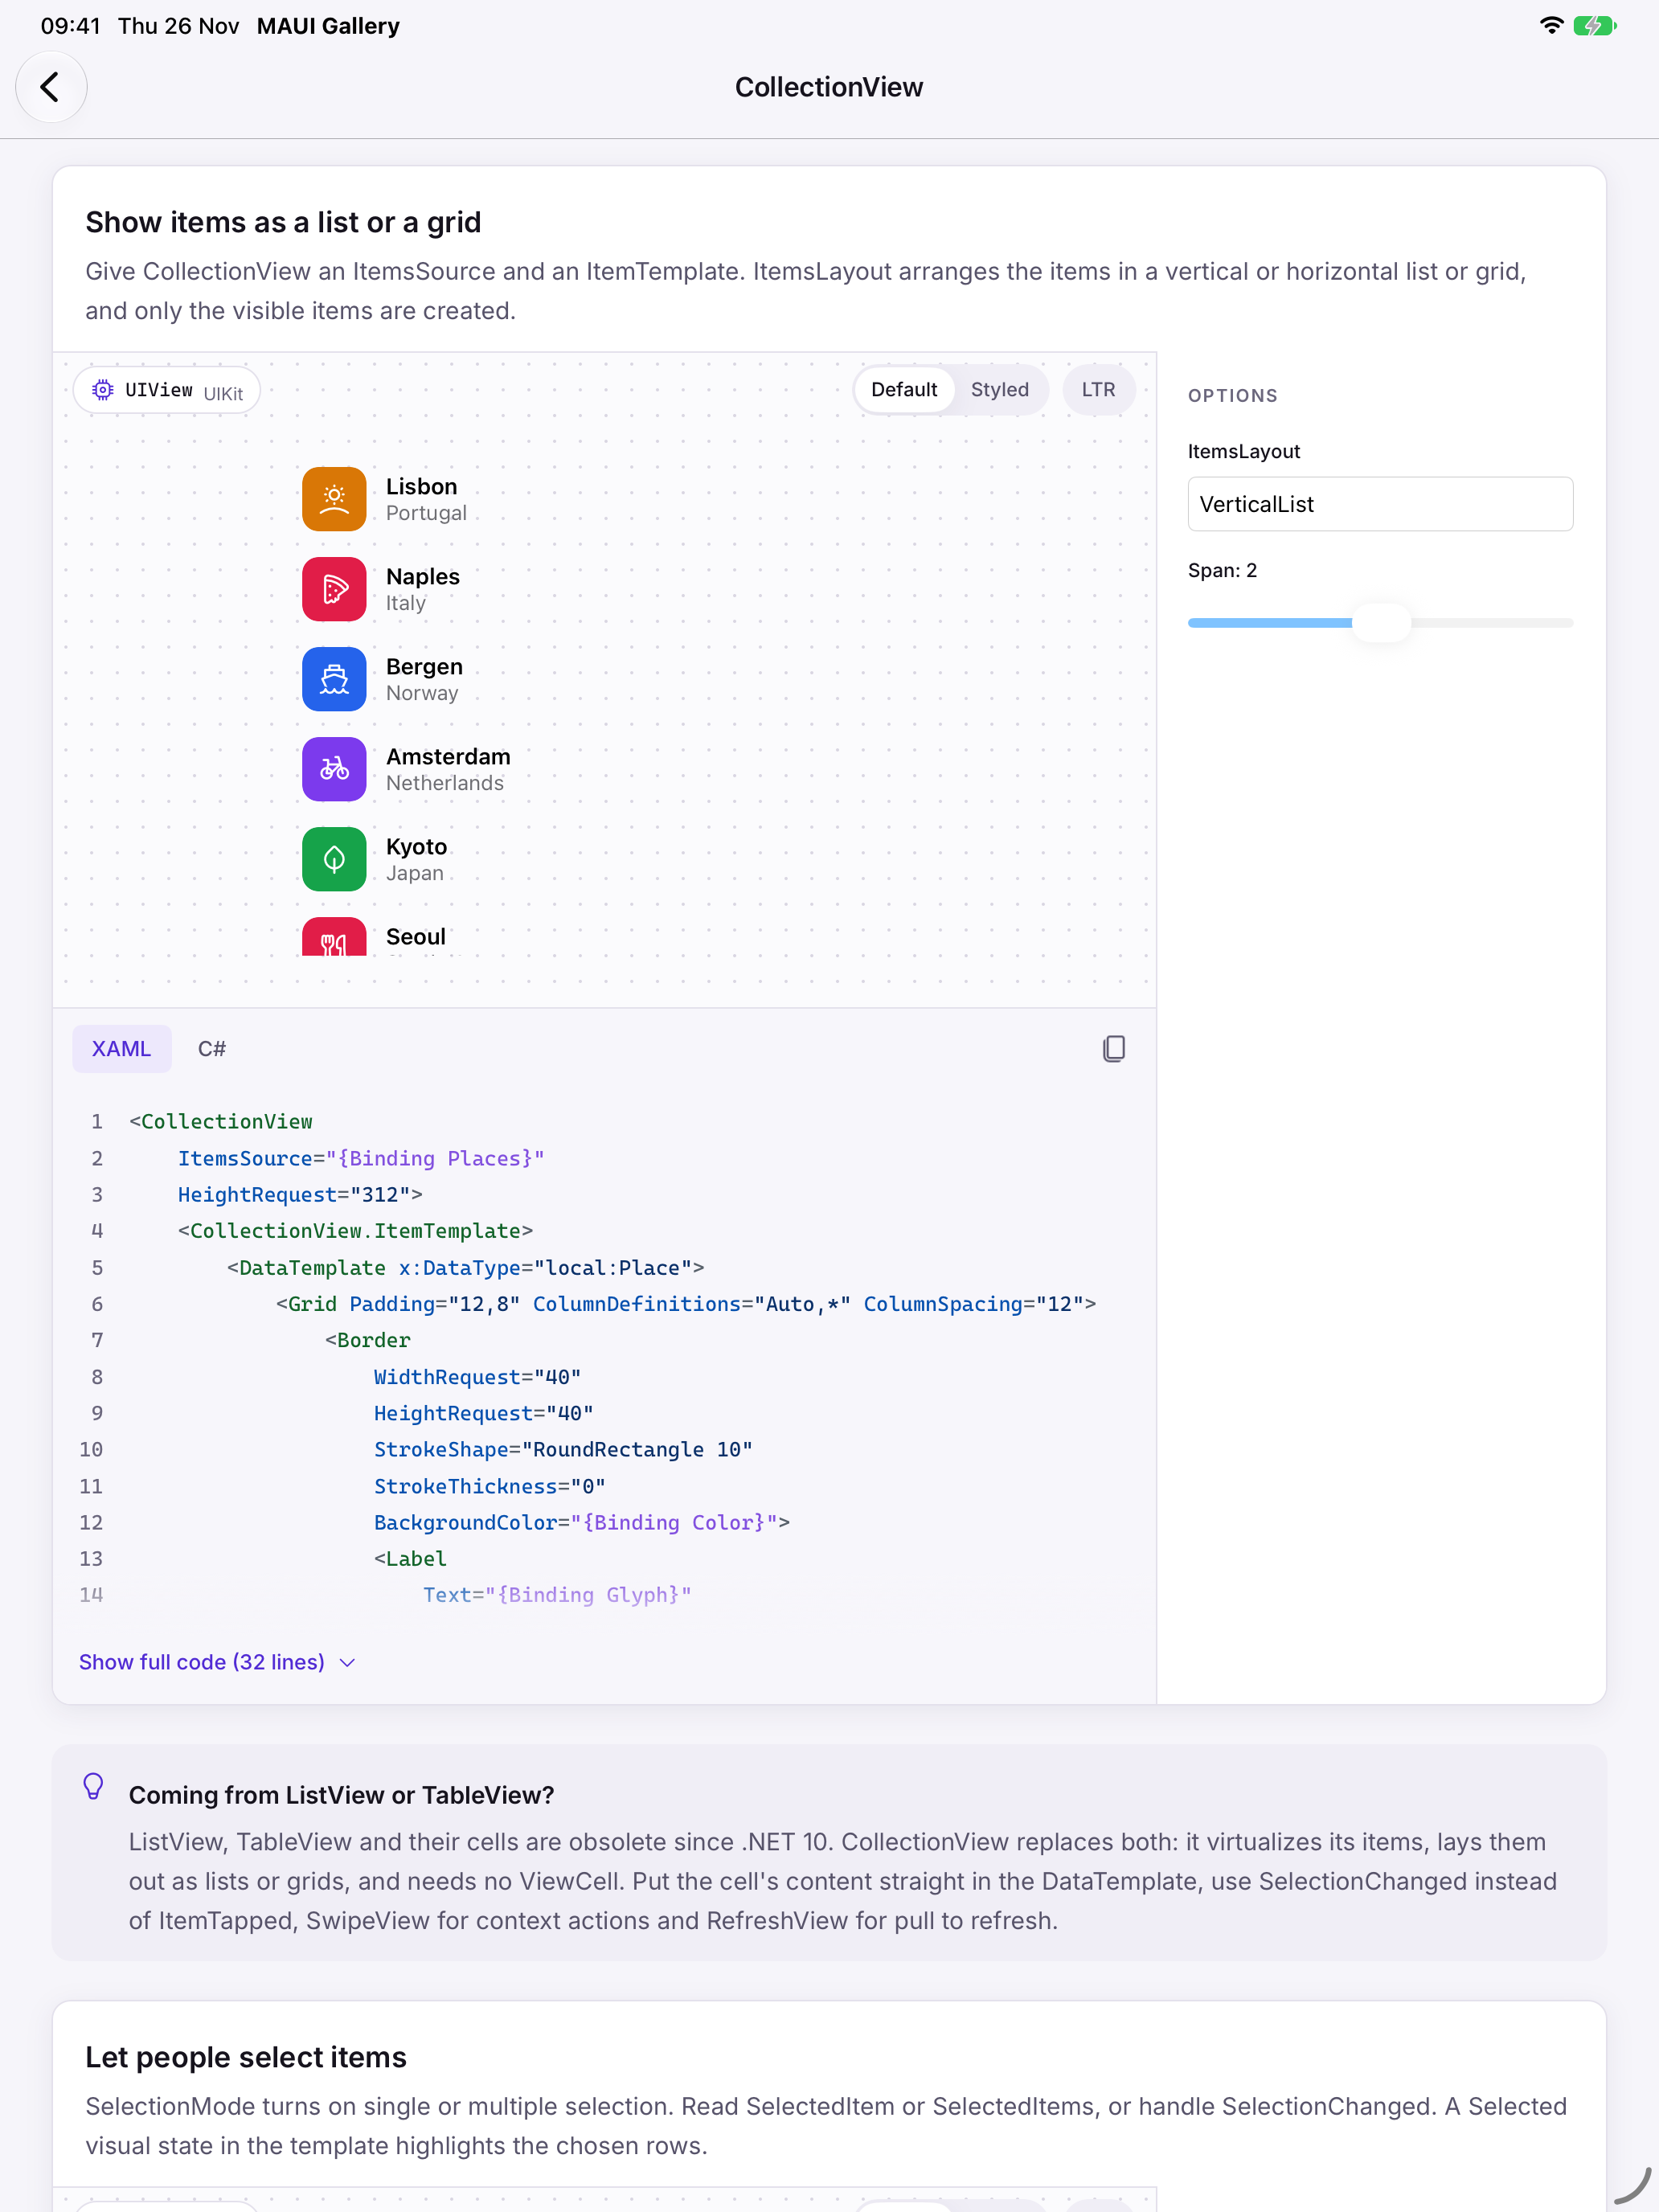 09:41 Thu 26 Nov MAUI Gallery
CollectionView
Show items as a list or a grid
Give CollectionView an ItemsSource and an ItemTemplate. ItemsLayout arranges the items in a vertical or horizontal list or grid,
and only the visible items are created.
UIView UIKit
Default Styled LTR
OPTIONS
ItemsLayout
VerticalList
Span: 2
Lisbon
Portugal
Naples
Italy
Bergen
Norway
Amsterdam
Netherlands
Kyoto
Japan
Seoul
XAML C#
1 <CollectionView
2 ItemsSource="{Binding Places}"
3 HeightRequest="312">
4 <CollectionView.ItemTemplate>
5 <DataTemplate x:DataType="local:Place">
6 <Grid Padding="12,8" ColumnDefinitions="Auto,*" ColumnSpacing="12">
7 <Border
8 WidthRequest="40"
9 HeightRequest="40"
10 StrokeShape="RoundRectangle 10"
11 StrokeThickness="0"
12 BackgroundColor="{Binding Color}">
13 <Label
14 Text="{Binding Glyph}"
Show full code (32 lines)
Coming from ListView or TableView?
ListView, TableView and their cells are obsolete since .NET 10. CollectionView replaces both: it virtualizes its items, lays them
out as lists or grids, and needs no ViewCell. Put the cell's content straight in the DataTemplate, use SelectionChanged instead
of ItemTapped, SwipeView for context actions and RefreshView for pull to refresh.
Let people select items
SelectionMode turns on single or multiple selection. Read SelectedItem or SelectedItems, or handle SelectionChanged. A Selected
visual state in the template highlights the chosen rows.